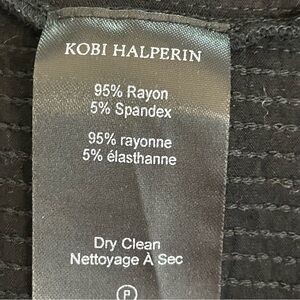 KOBI HALPERIN
95% Rayon
5% Spandex
95% rayonne
5% élasthanne
Dry Clean
Nettoyage À Sec
P